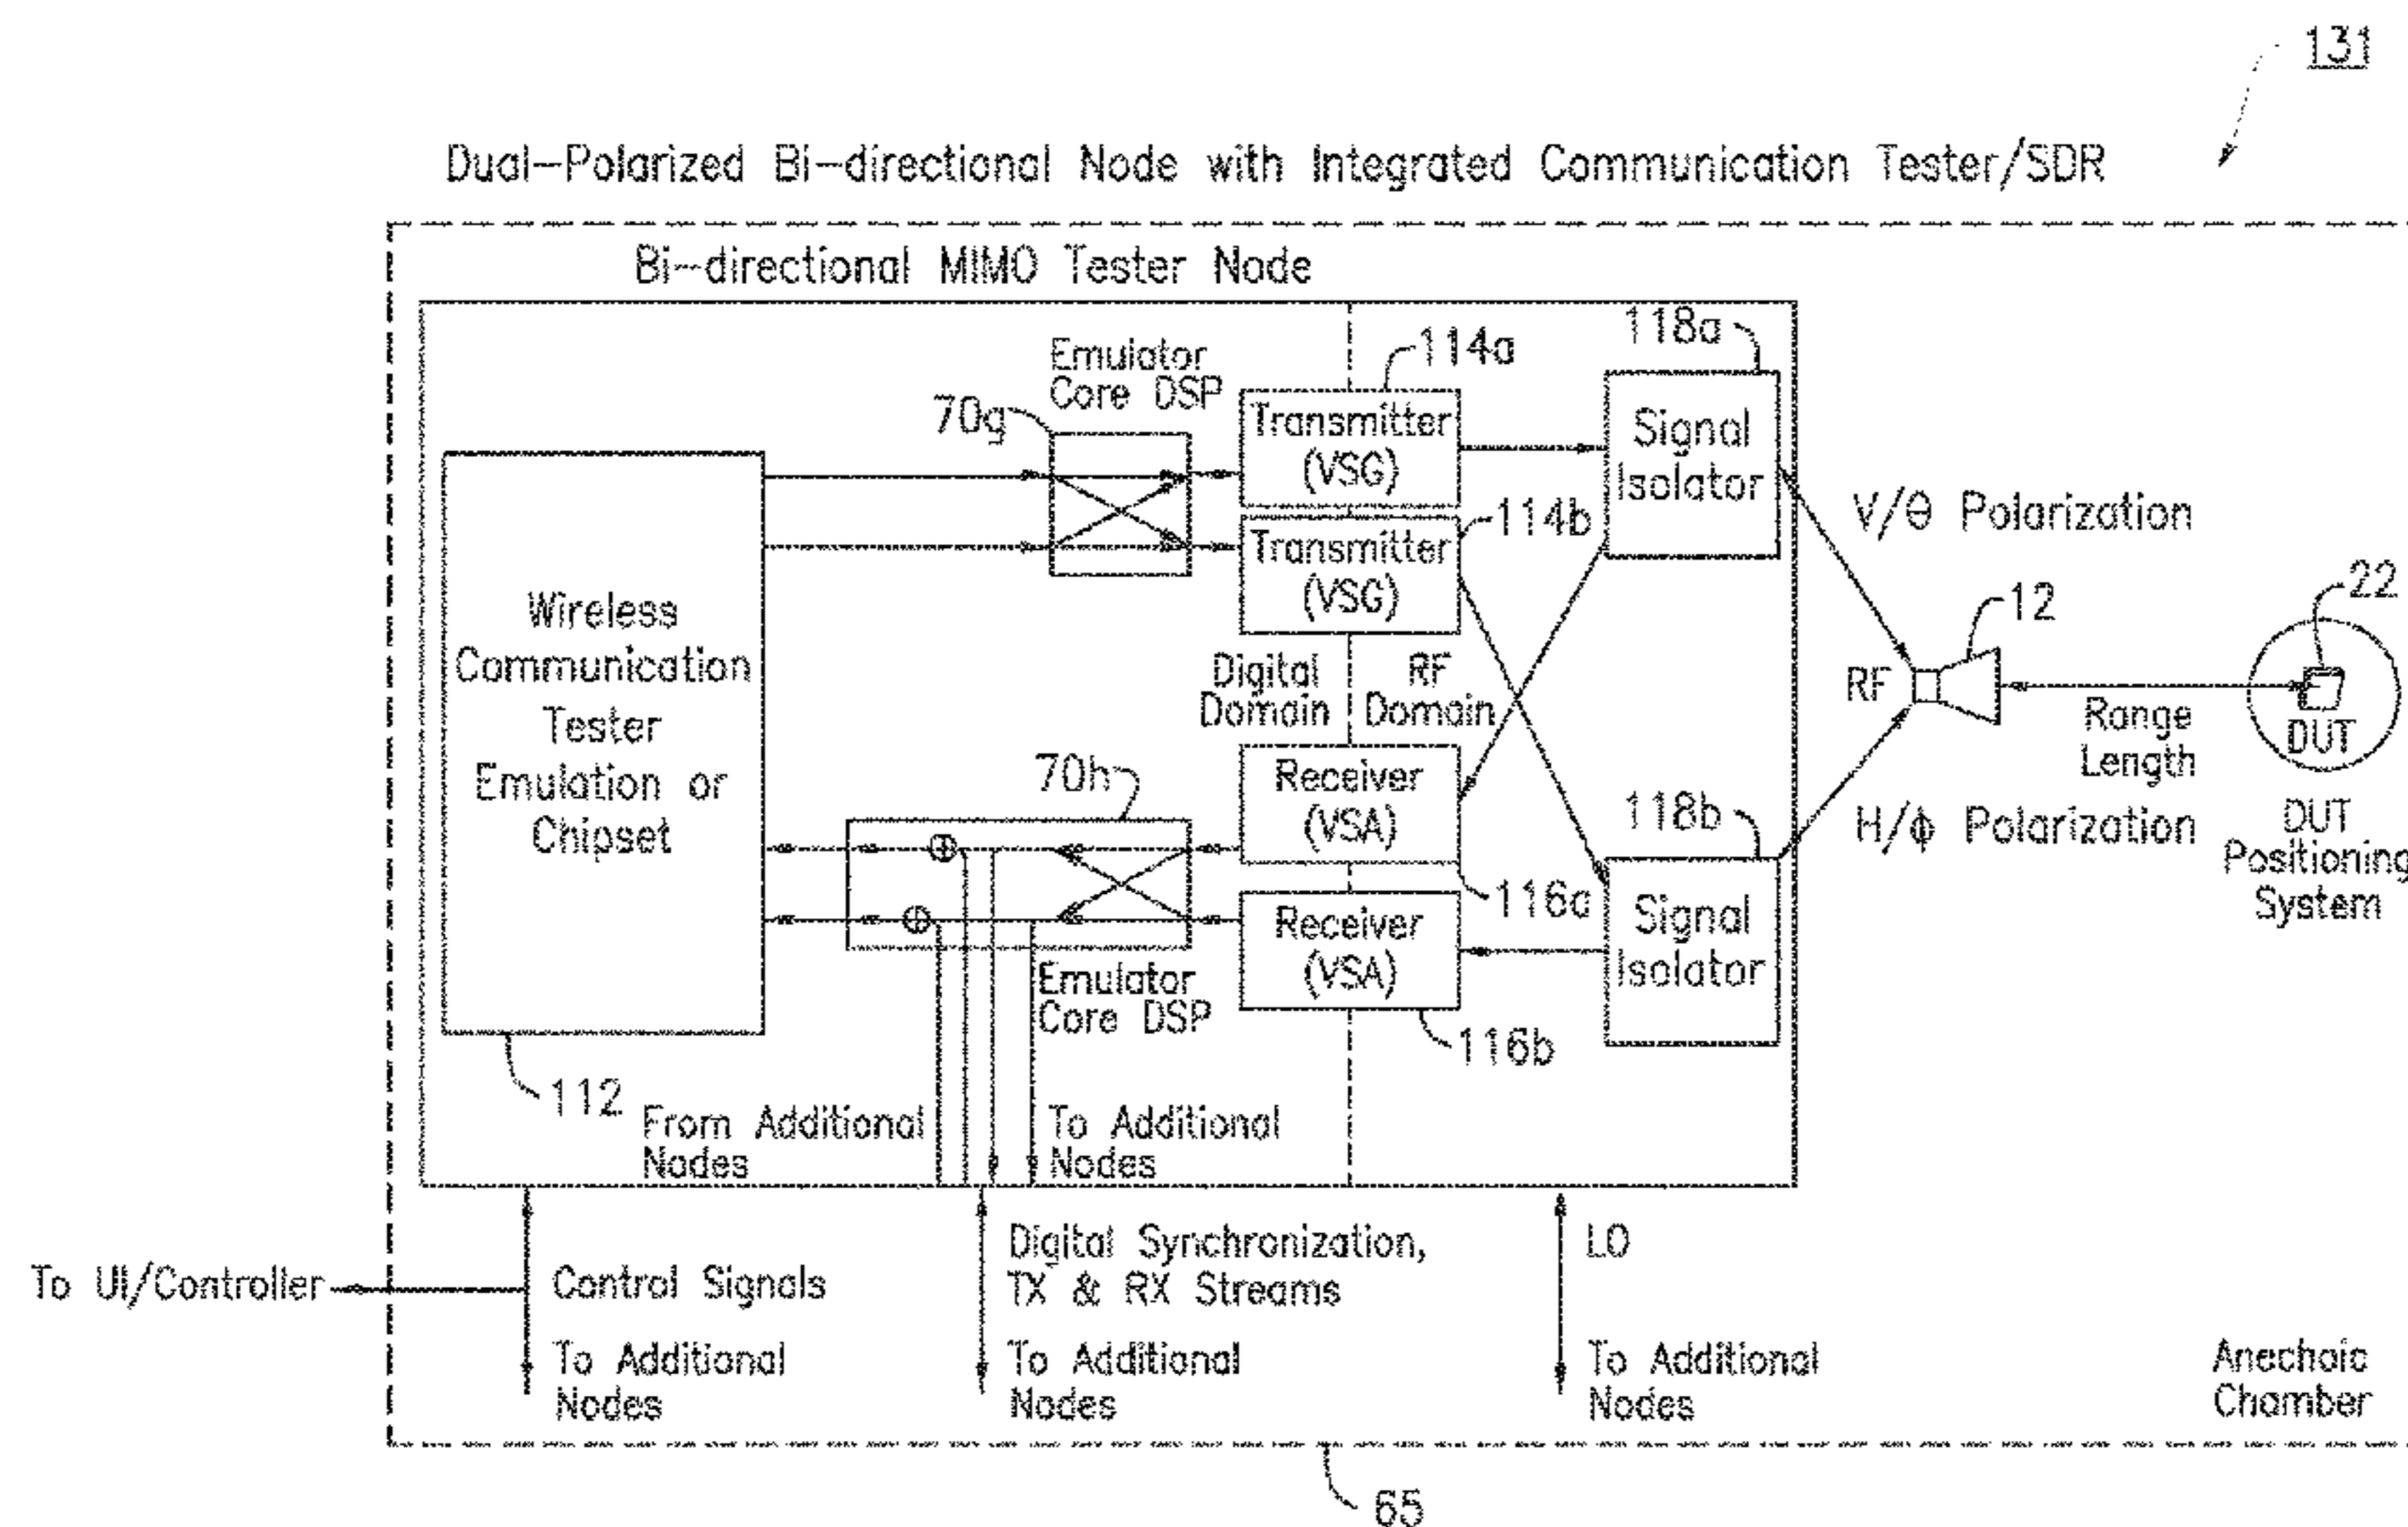 131
Dual-Polarized Bi-directional Node with Integrated Communication Tester/SDR
Bi-directional MIMO Tester Node
118a
114a
Emulator
Core DSP
70g
Transmitter
(VSG)
Signal
Isolator
114b
V/θ Polarization
Transmitter
(VSG)
22
12
Wireless
Communication
Tester
Emulation or
Chipset
Digital
Domain
RF
Domain
RF
Range
Length
DUT
70h
Receiver
(VSA)
118b
H/ϕ Polarization
DUT
Positioning
System
116a
Receiver
(VSA)
Signal
Isolator
Emulator
Core DSP
116b
112
From Additional
Nodes
To Additional
Nodes
To UI/Controller
Control Signals
Digital Synchronization,
TX & RX Streams
LO
To Additional
Nodes
To Additional
Nodes
To Additional
Nodes
Anechoic
Chamber
65